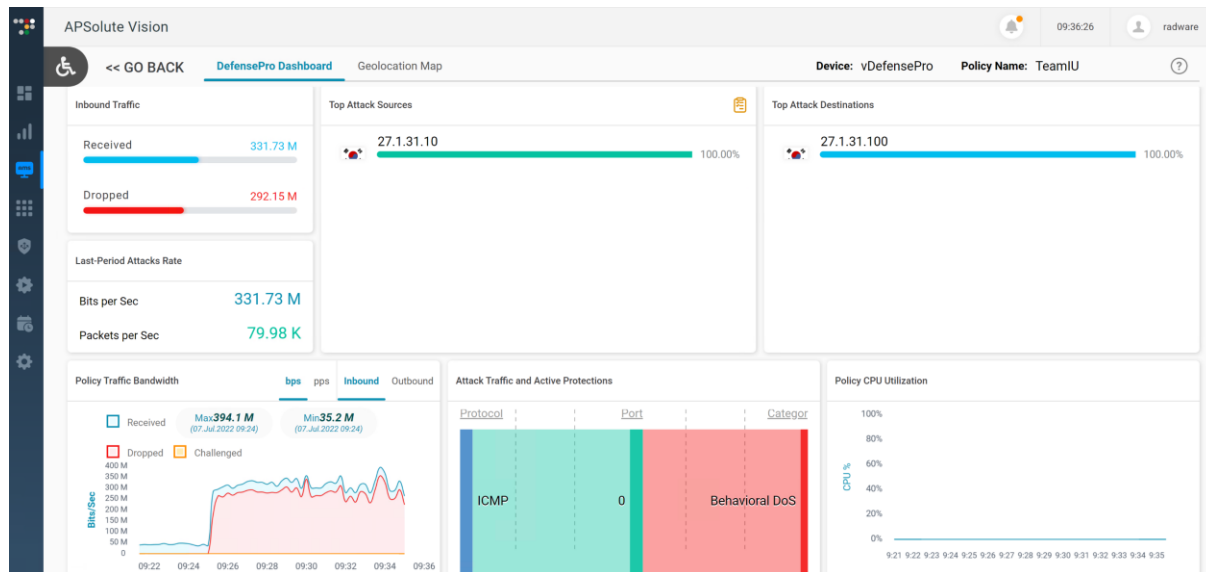 APSolute Vision
09:36:26
radware
<< GO BACK
DefensePro Dashboard
Geolocation Map
Device: vDefensePro
Policy Name: TeamIU
?
Inbound Traffic
Received 331.73 M
Dropped 292.15 M
Top Attack Sources
27.1.31.10
100.00%
Top Attack Destinations
27.1.31.100
100.00%
Last-Period Attacks Rate
Bits per Sec 331.73 M
Packets per Sec 79.98 K
Policy Traffic Bandwidth
bps pps Inbound Outbound
Received
Max394.1 M
(07.Jul.2022 09:24)
Min35.2 M
(07.Jul.2022 09:24)
Dropped Challenged
400 M
350 M
300 M
250 M
200 M
150 M
100 M
50 M
0
Bits/Sec
09:22 09:24 09:26 09:28 09:30 09:32 09:34 09:36
Attack Traffic and Active Protections
Protocol Port Categor
ICMP 0 Behavioral DoS
Policy CPU Utilization
100%
80%
60%
40%
20%
0%
CPU %
9:21 9:22 9:23 9:24 9:25 9:26 9:27 9:28 9:29 9:30 9:31 9:32 9:33 9:34 9:35